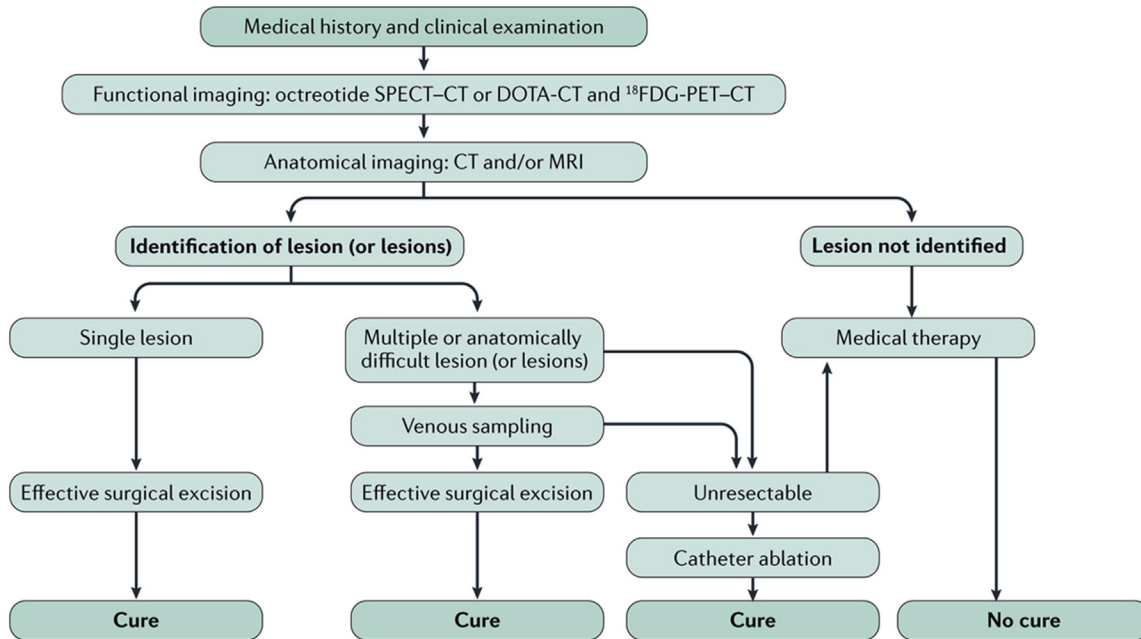 Medical history and clinical examination
Functional imaging: octreotide SPECT–CT or DOTA-CT and ¹⁸FDG-PET–CT
Anatomical imaging: CT and/or MRI
Identification of lesion (or lesions)
Lesion not identified
Single lesion
Multiple or anatomically
difficult lesion (or lesions)
Medical therapy
Venous sampling
Effective surgical excision
Effective surgical excision
Unresectable
Catheter ablation
Cure
Cure
Cure
No cure